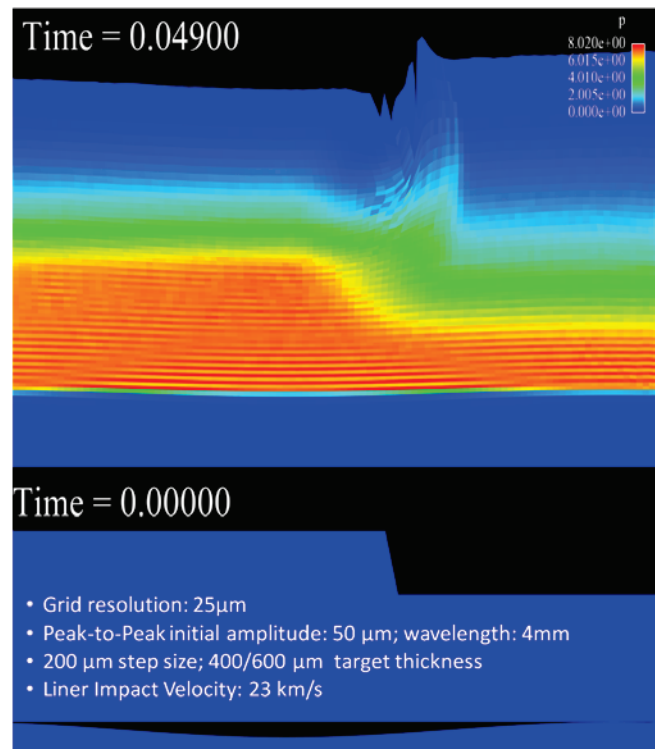 Time = 0.04900
p
8.020e+00
6.015e+00
4.010e+00
2.005e+00
0.000e+00
Time = 0.00000
• Grid resolution: 25μm
• Peak-to-Peak initial amplitude: 50 μm; wavelength: 4mm
• 200 μm step size; 400/600 μm target thickness
• Liner Impact Velocity: 23 km/s